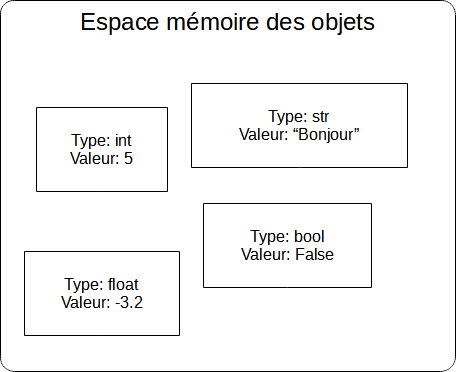 Espace mémoire des objets
Type: str
Valeur: “Bonjour”
Type: int
Valeur: 5
Type: bool
Valeur: False
Type: float
Valeur: -3.2